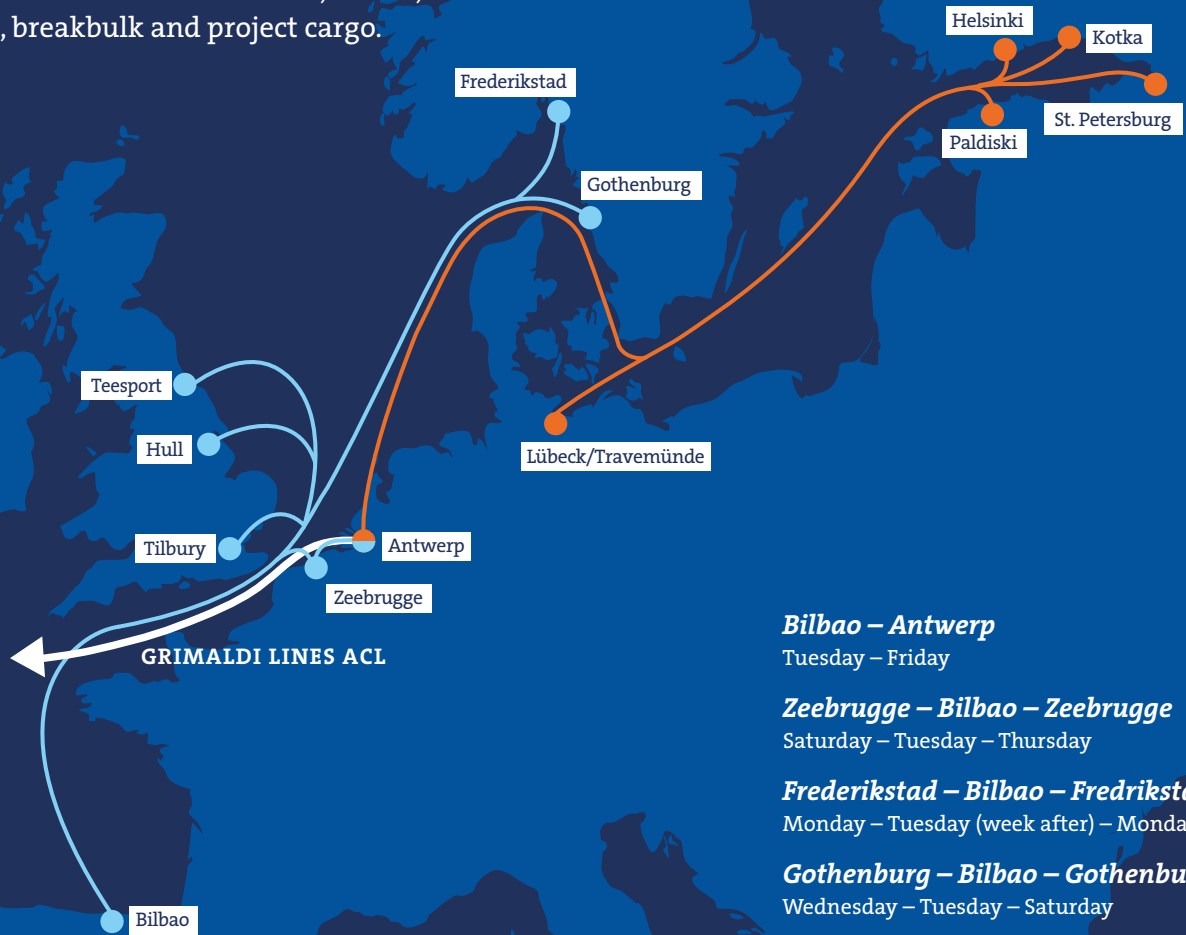 , breakbulk and project cargo.
Helsinki
Kotka
Frederikstad
St. Petersburg
Paldiski
Gothenburg
Teesport
Hull
Lübeck/Travemünde
Tilbury
Antwerp
Zeebrugge
GRIMALDI LINES ACL
Bilbao
Bilbao – Antwerp
Tuesday – Friday
Zeebrugge – Bilbao – Zeebrugge
Saturday – Tuesday – Thursday
Frederikstad – Bilbao – Fredriksta
Monday – Tuesday (week after) – Monda
Gothenburg – Bilbao – Gothenbu
Wednesday – Tuesday – Saturday